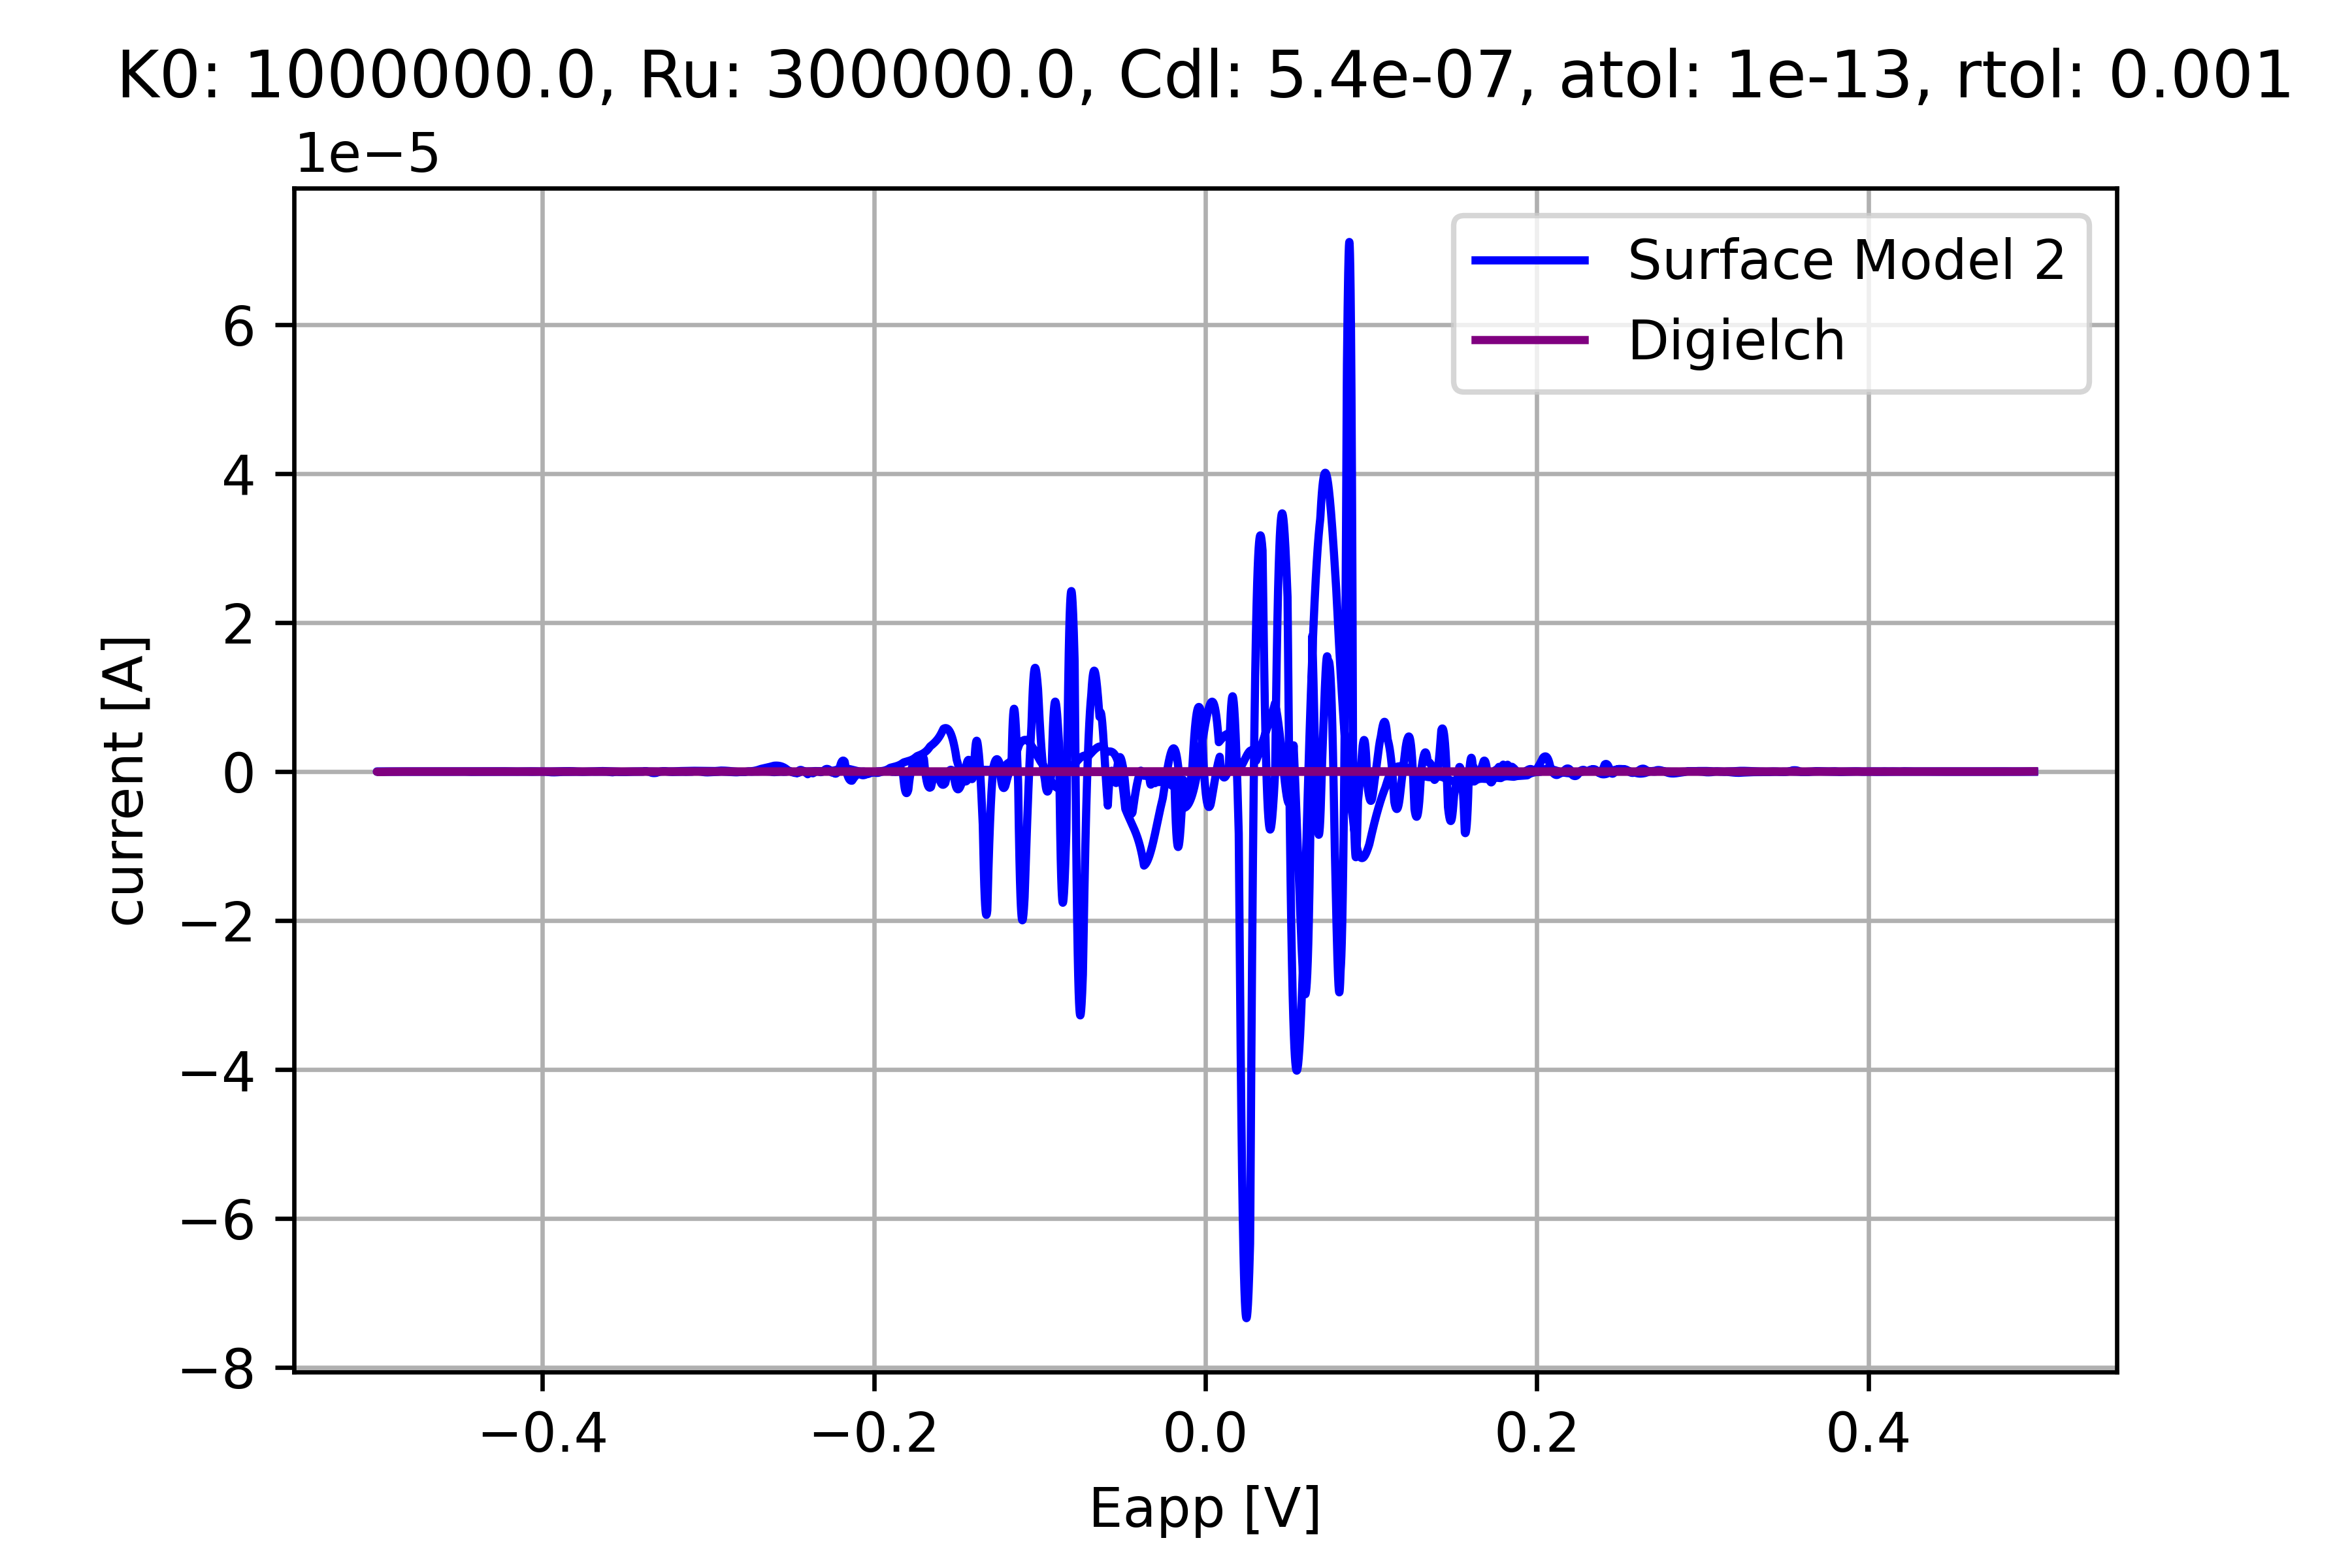 K0: 1000000.0, Ru: 300000.0, Cdl: 5.4e-07, atol: 1e-13, rtol: 0.001
1e−5
Surface Model 2
Digielch
6
4
2
0
−2
−4
−6
−8
current [A]
−0.4 −0.2 0.0 0.2 0.4
Eapp [V]